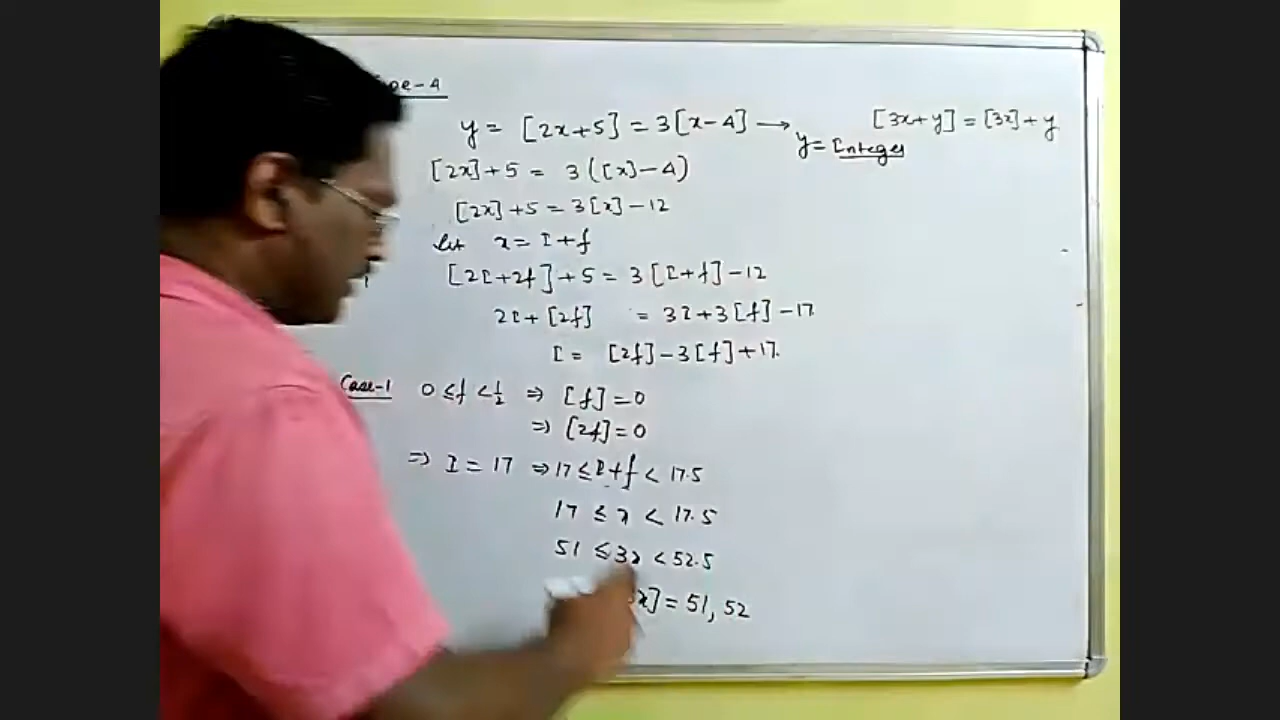 -4
y = [2x+5] = 3[x-4] → [3x+y] = [3x] + y
y = Integer
[2x]+5 = 3([x]-4)
[2x]+5 = 3[x]-12
let x = I+f
[2I+2f]+5 = 3[I+f]-12
2I+[2f] = 3I+3[f]-17
I = [2f]-3[f]+17.
Case-1 0 ≤ f < 1/2 ⇒ [f] = 0
⇒ [2f] = 0
⇒ I = 17 ⇒ 17 ≤ I+f < 17.5
17 ≤ x < 17.5
51 ≤ 3x < 52.5
x] = 51, 52